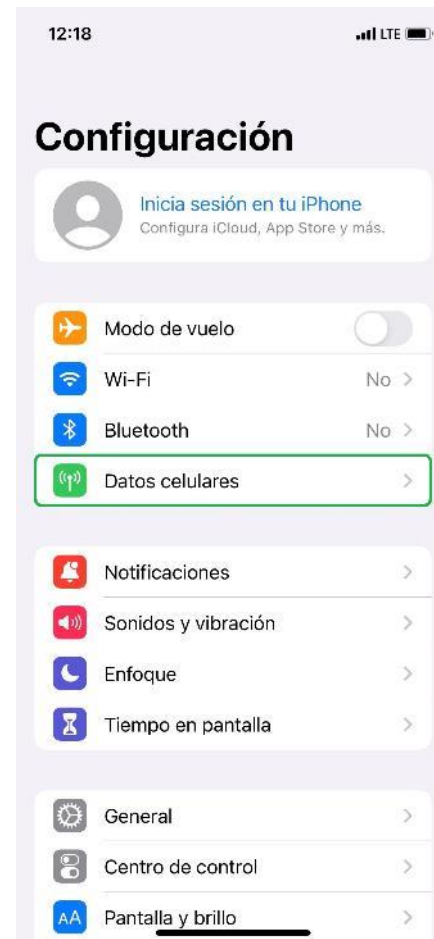 12:18 LTE
Configuración
Inicia sesión en tu iPhone
Configura iCloud, App Store y más.
Modo de vuelo
Wi-Fi No
Bluetooth No
Datos celulares
Notificaciones
Sonidos y vibración
Enfoque
Tiempo en pantalla
General
Centro de control
AA Pantalla y brillo